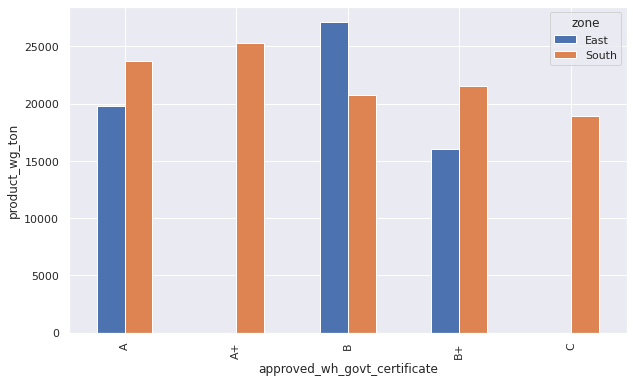 zone
East
South
25000
20000
15000
10000
5000
0
product_wg_ton
A
A+
B
B+
C
approved_wh_govt_certificate